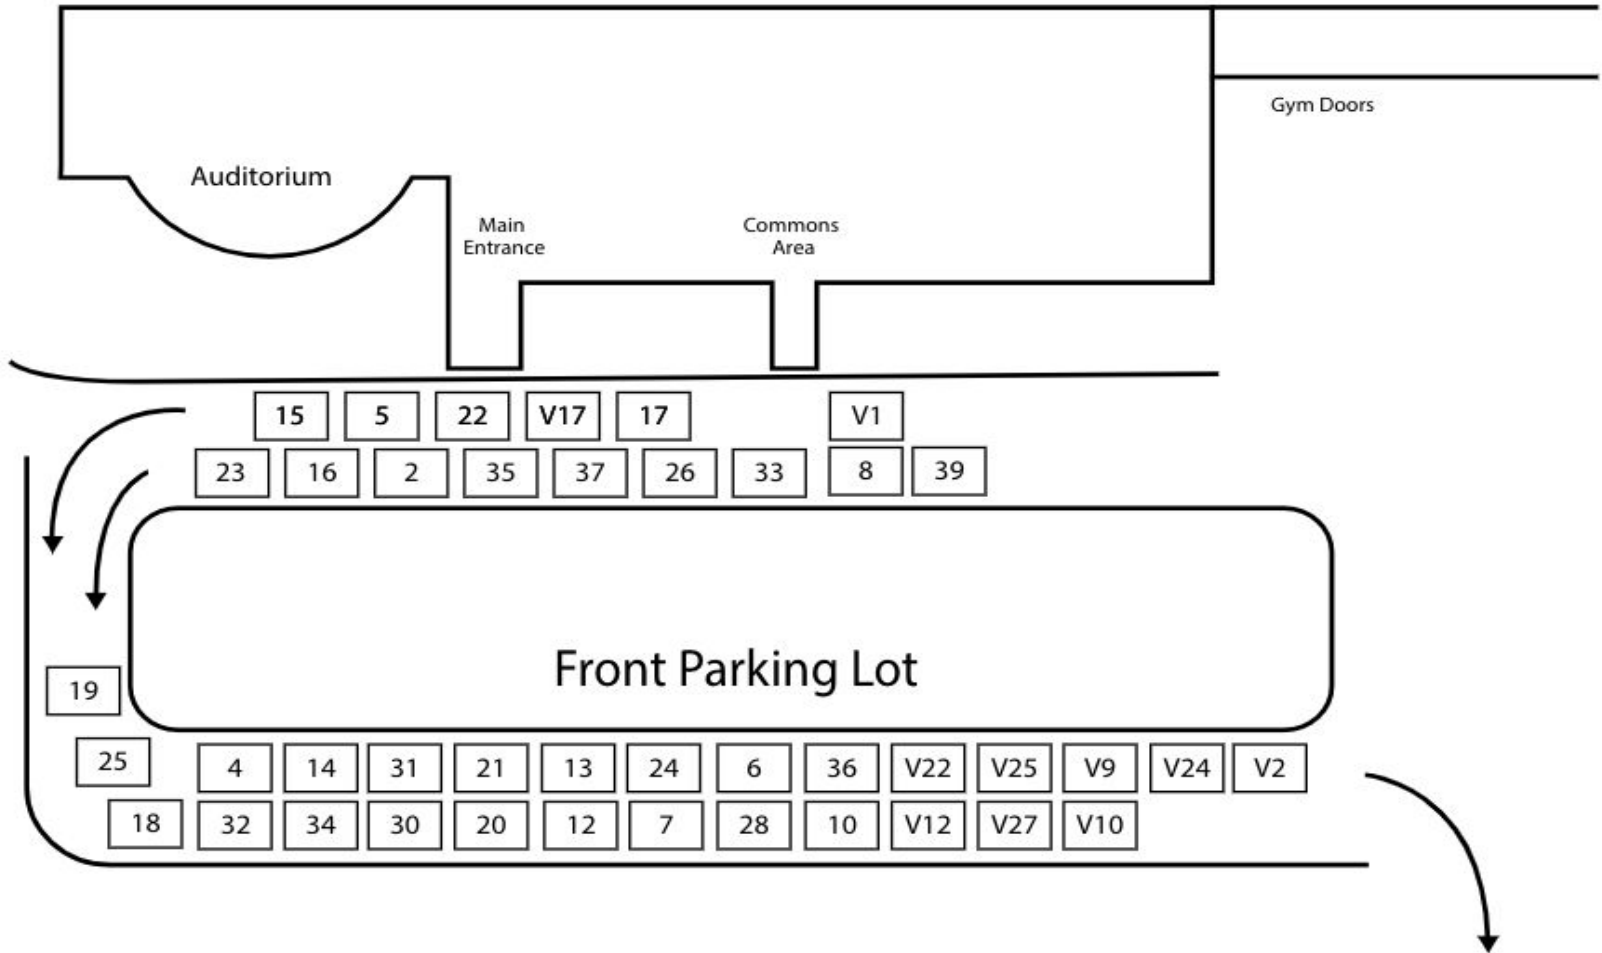 Gym Doors
Auditorium
Main
Entrance
Commons
Area
15 5 22 V17 17 V1
23 16 2 35 37 26 33 8 39
Front Parking Lot
19
25
4 14 31 21 13 24 6 36 V22 V25 V9 V24 V2
18 32 34 30 20 12 7 28 10 V12 V27 V10